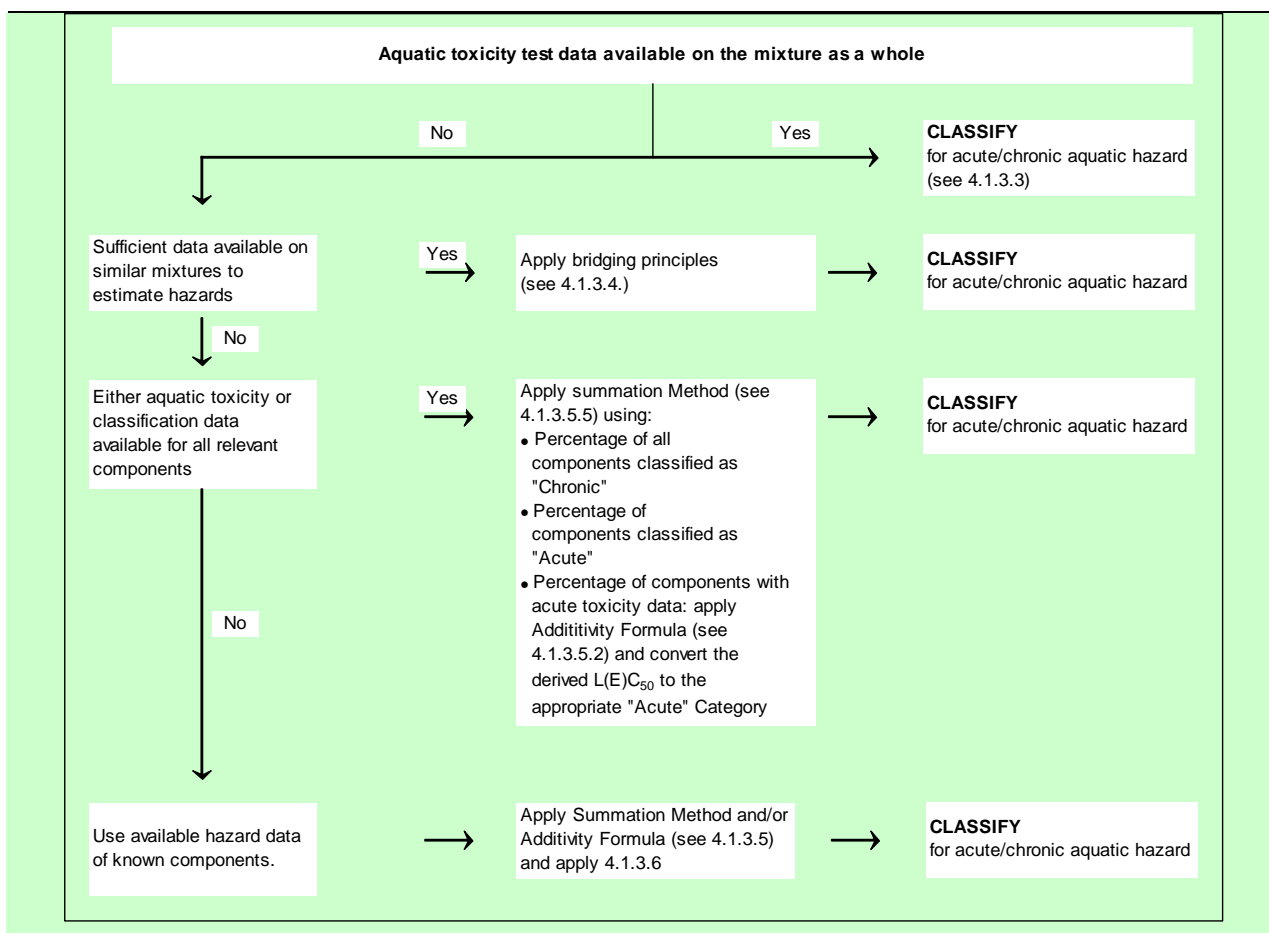 Aquatic toxicity test data available on the mixture as a whole
No
Yes
CLASSIFY
for acute/chronic aquatic hazard
(see 4.1.3.3)
Sufficient data available on
similar mixtures to
estimate hazards
Yes
Apply bridging principles
(see 4.1.3.4.)
CLASSIFY
for acute/chronic aquatic hazard
No
Either aquatic toxicity or
classification data
available for all relevant
components
Yes
Apply summation Method (see
4.1.3.5.5) using:
• Percentage of all
components classified as
"Chronic"
• Percentage of
components classified as
"Acute"
• Percentage of components with
acute toxicity data: apply
Addititivity Formula (see
4.1.3.5.2) and convert the
derived L(E)C₅₀ to the
appropriate "Acute" Category
CLASSIFY
for acute/chronic aquatic hazard
No
Use available hazard data
of known components.
Apply Summation Method and/or
Additivity Formula (see 4.1.3.5)
and apply 4.1.3.6
CLASSIFY
for acute/chronic aquatic hazard